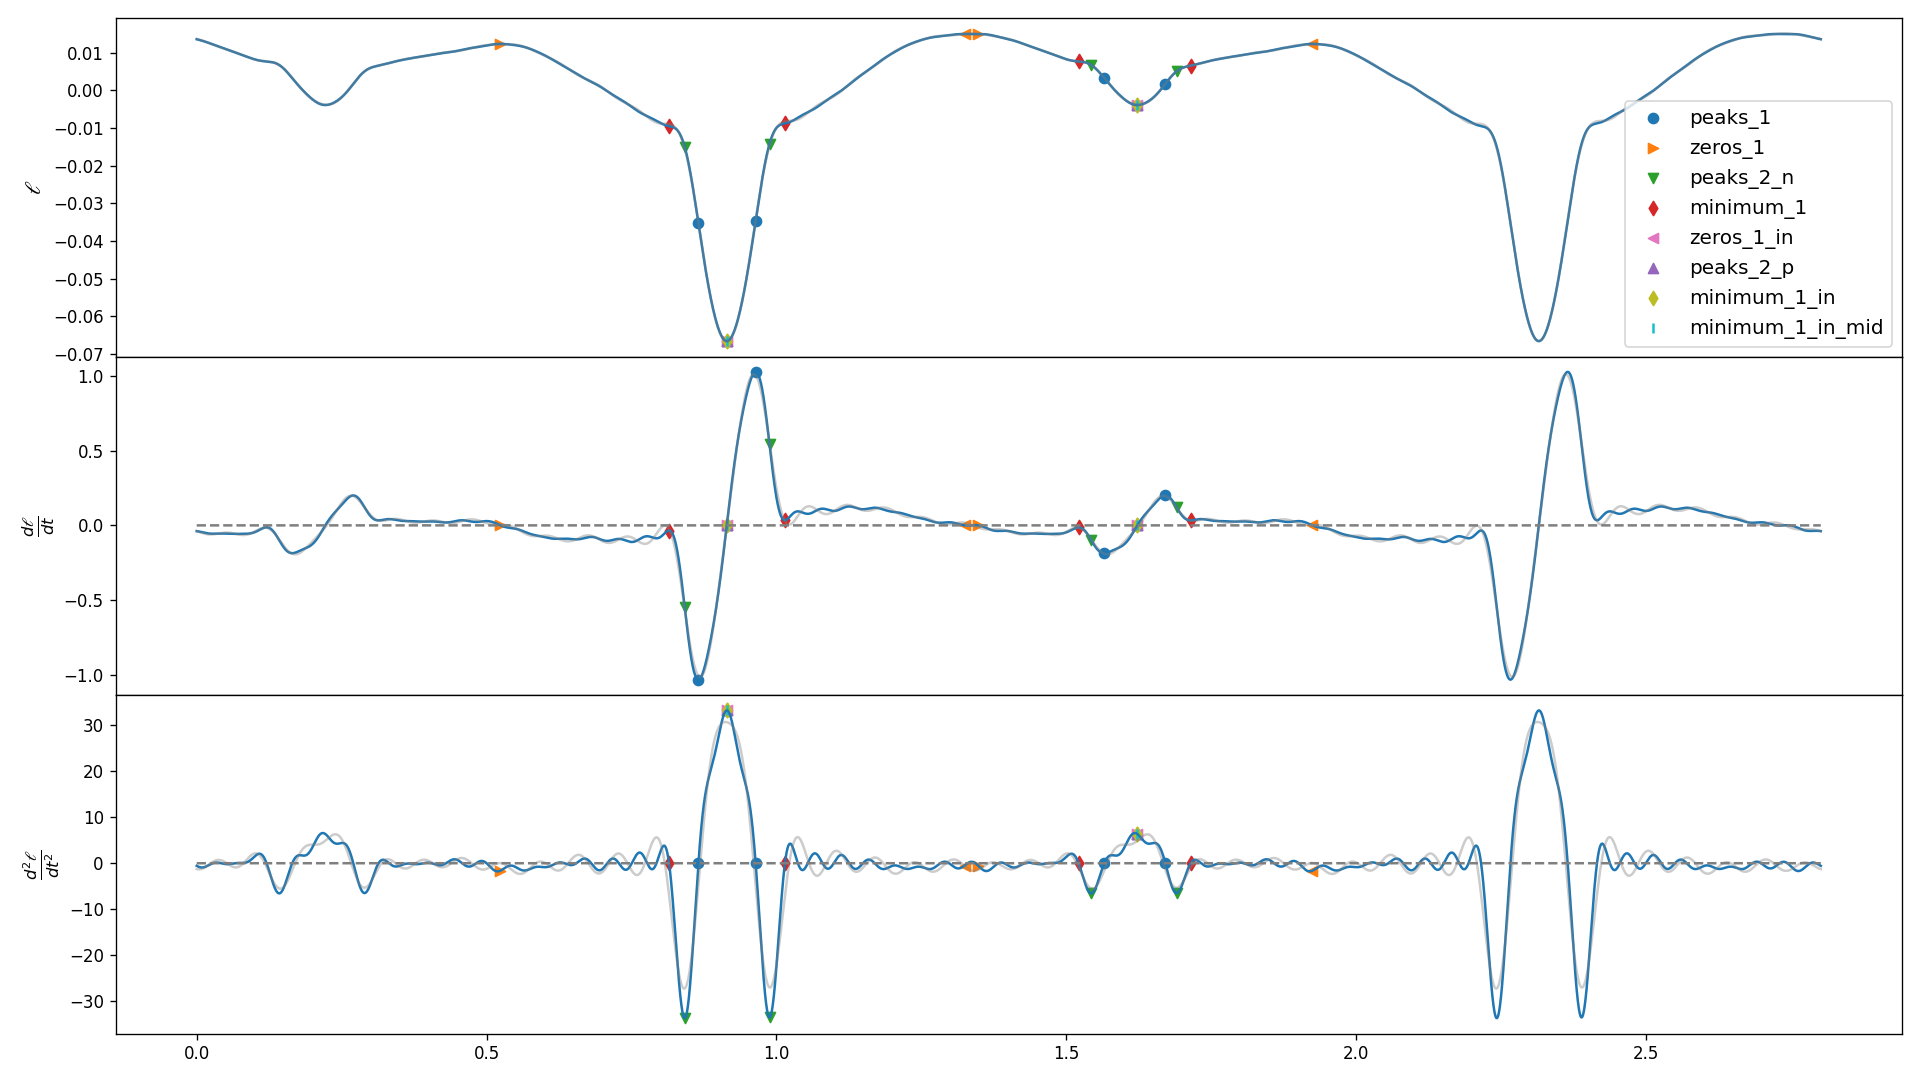 0.01
0.00
−0.01
−0.02
−0.03
−0.04
−0.05
−0.06
−0.07
ℓ
peaks_1
zeros_1
peaks_2_n
minimum_1
zeros_1_in
peaks_2_p
minimum_1_in
minimum_1_in_mid
1.0
0.5
0.0
−0.5
−1.0
dℓ
dt
30
20
10
0
−10
−20
−30
d²ℓ
dt²
0.0 0.5 1.0 1.5 2.0 2.5